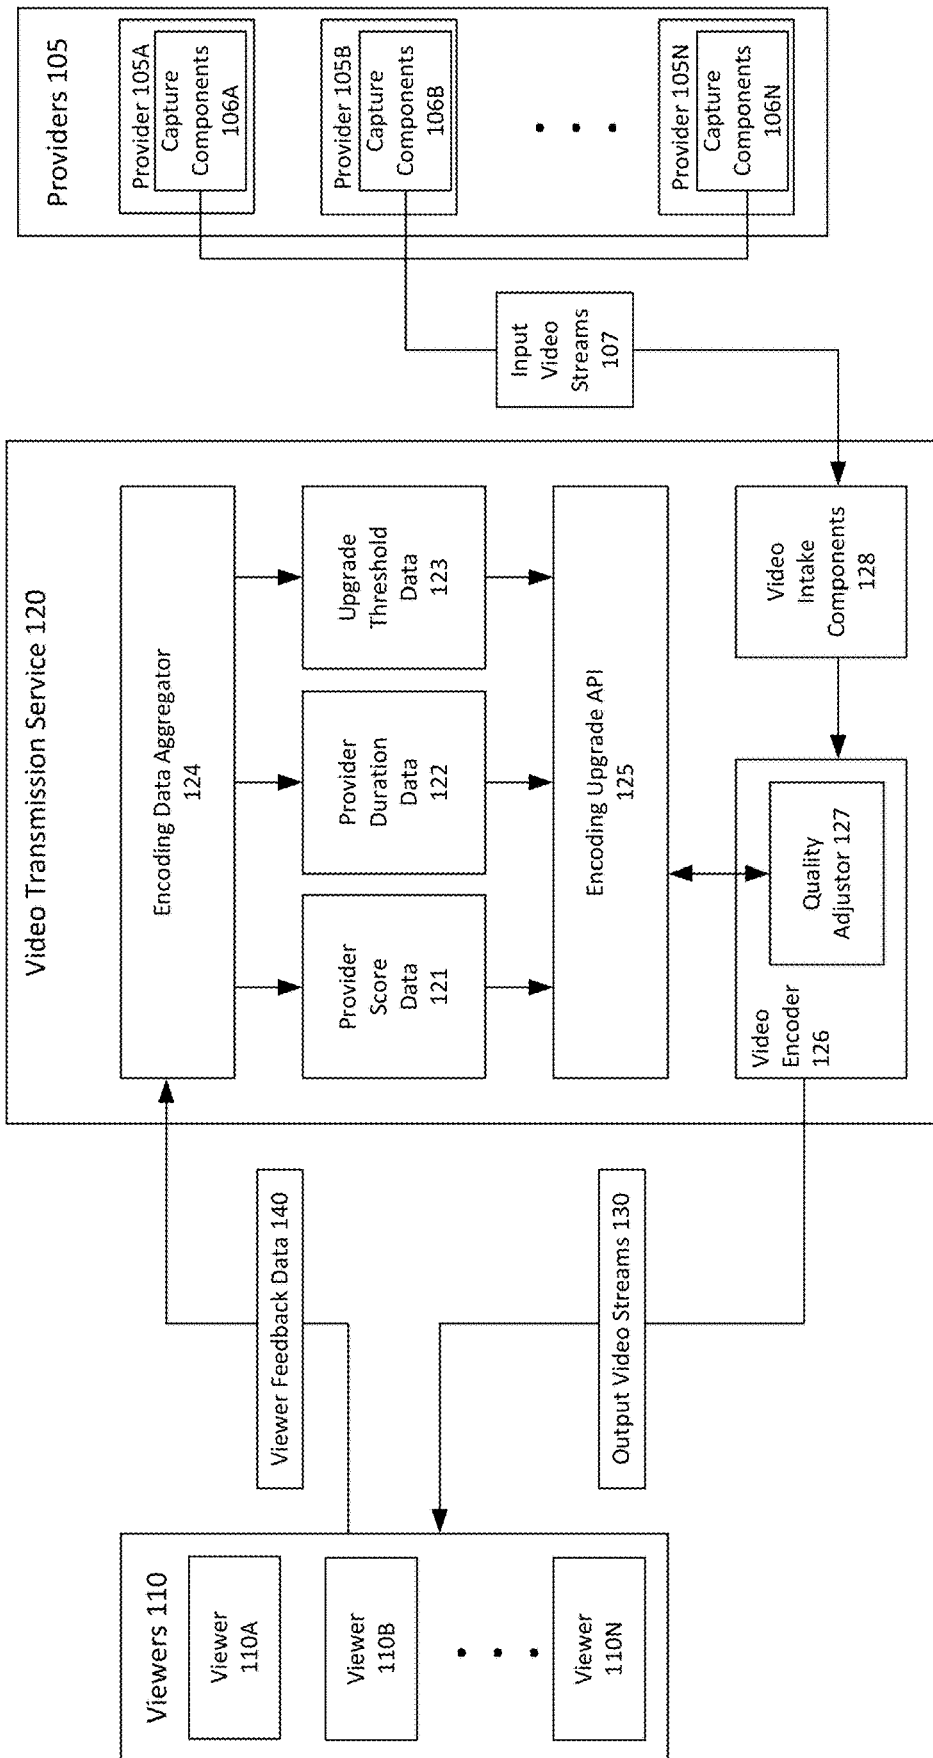 Viewers 110
Viewer
110A
Viewer
110B
Viewer
110N
Viewer Feedback Data 140
Output Video Streams 130
Video Transmission Service 120
Encoding Data Aggregator
124
Provider
Score
Data
121
Provider
Duration
Data
122
Upgrade
Threshold
Data
123
Encoding Upgrade API
125
Video
Encoder
126
Quality
Adjustor 127
Video
Intake
Components
128
Input
Video
Streams
107
Providers 105
Provider 105A
Capture
Components
106A
Provider 105B
Capture
Components
106B
Provider 105N
Capture
Components
106N